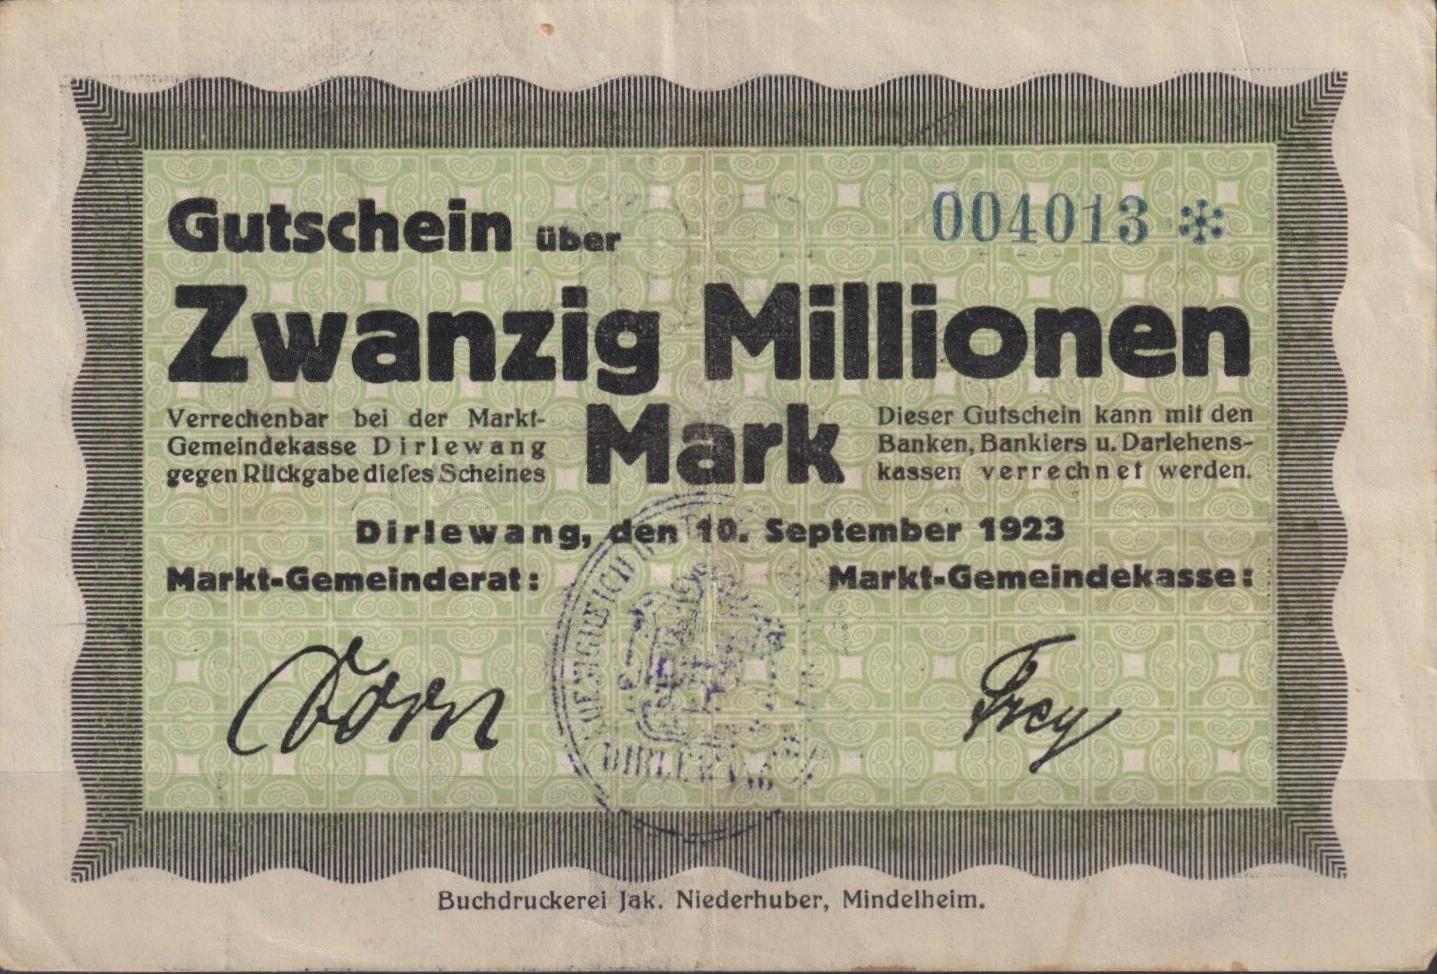 Gutschein über
004013 *
Zwanzig Millionen
Mark
Verrechenbar bei der Markt-
Gemeindekasse Dirlewang
gegen Rückgabe dieses Scheines
Dieser Gutschein kann mit den
Banken, Bankiers u. Darlehens-
kassen verrechnet werden.
Dirlewang, den 10. September 1923
Markt-Gemeinderat:
Markt-Gemeindekasse:
Dorn
Frey
DIRLEWANG
Buchdruckerei Jak. Niederhuber, Mindelheim.